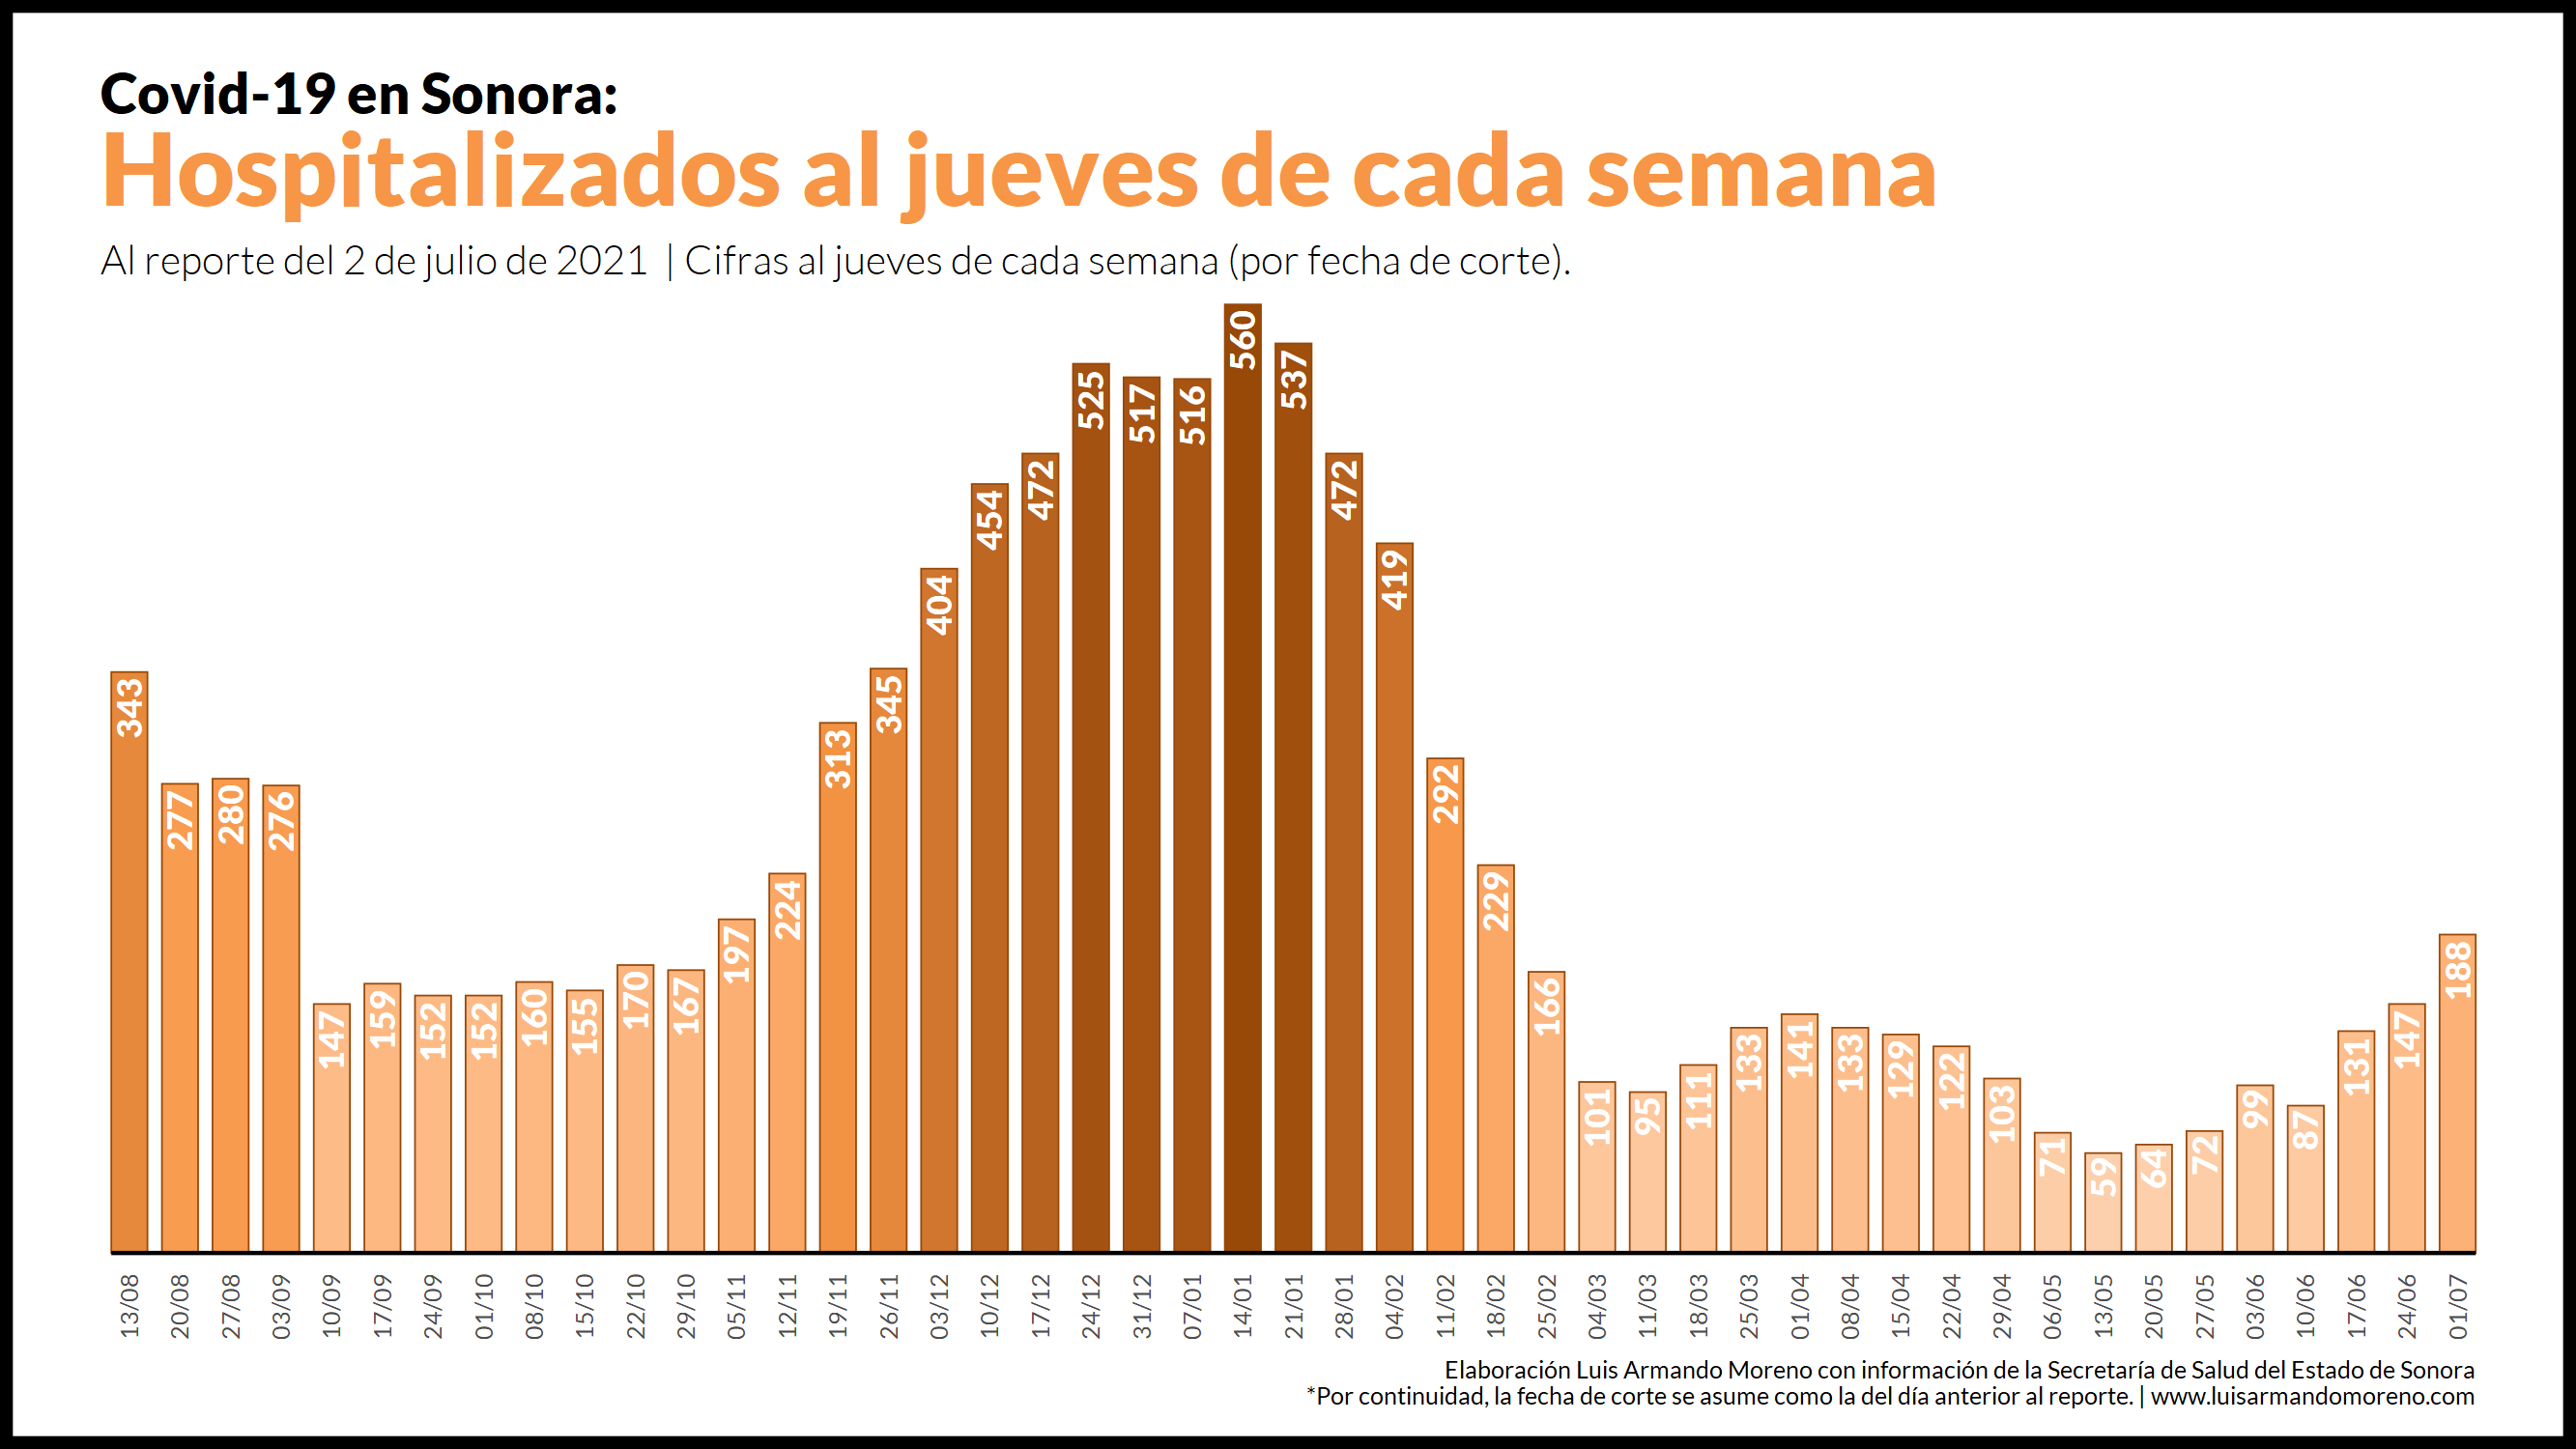 Covid-19 en Sonora:
Hospitalizados al jueves de cada semana
Al reporte del 2 de julio de 2021 | Cifras al jueves de cada semana (por fecha de corte).
343 277 280 276 147 159 152 152 160 155 170 167 197 224 313 345 404 454 472 525 517 516 560 537 472 419 292 229 166 101 95 111 133 141 133 129 122 103 71 59 64 72 99 87 131 147 188
13/08 20/08 27/08 03/09 10/09 17/09 24/09 01/10 08/10 15/10 22/10 29/10 05/11 12/11 19/11 26/11 03/12 10/12 17/12 24/12 31/12 07/01 14/01 21/01 28/01 04/02 11/02 18/02 25/02 04/03 11/03 18/03 25/03 01/04 08/04 15/04 22/04 29/04 06/05 13/05 20/05 27/05 03/06 10/06 17/06 24/06 01/07
Elaboración Luis Armando Moreno con información de la Secretaría de Salud del Estado de Sonora
*Por continuidad, la fecha de corte se asume como la del día anterior al reporte. | www.luisarmandomoreno.com